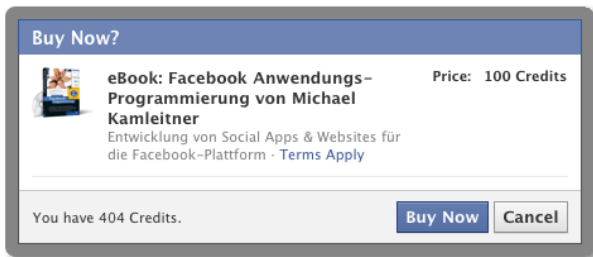 Buy Now?
eBook: Facebook Anwendungs-
Programmierung von Michael
Kamleitner
Price: 100 Credits
Entwicklung von Social Apps & Websites für
die Facebook-Plattform · Terms Apply
You have 404 Credits.
Buy Now
Cancel